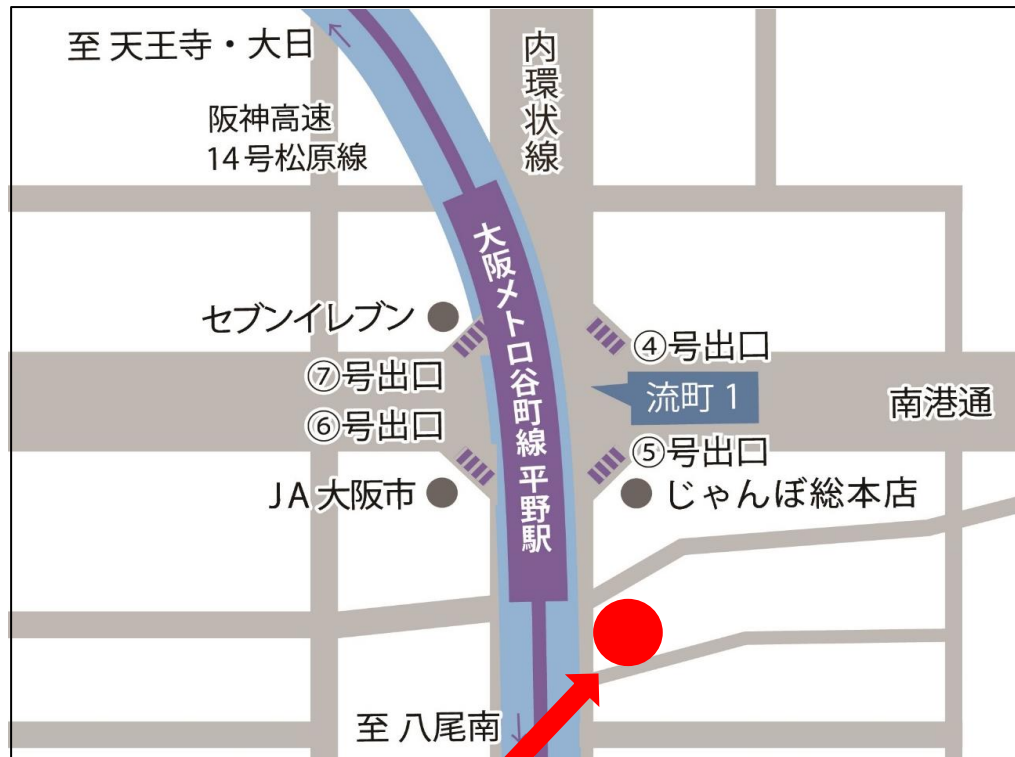 至 天王寺・大日
内環状線
阪神高速
14号松原線
大阪メトロ谷町線 平野駅
セブンイレブン
④号出口
⑦号出口
流町 1
南港通
⑥号出口
⑤号出口
JA大阪市
じゃんぼ総本店
至 八尾南